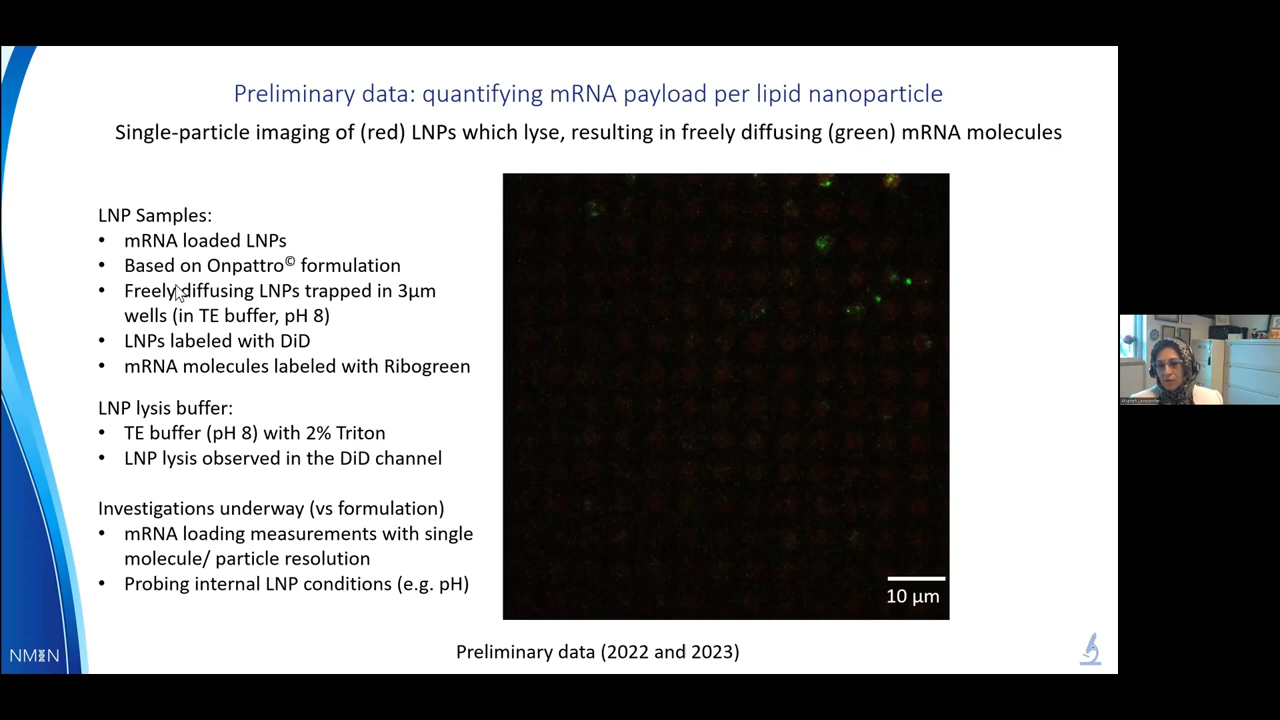 Preliminary data: quantifying mRNA payload per lipid nanoparticle
Single-particle imaging of (red) LNPs which lyse, resulting in freely diffusing (green) mRNA molecules
LNP Samples:
• mRNA loaded LNPs
• Based on Onpattro© formulation
• Freely diffusing LNPs trapped in 3µm
wells (in TE buffer, pH 8)
• LNPs labeled with DiD
• mRNA molecules labeled with Ribogreen
LNP lysis buffer:
• TE buffer (pH 8) with 2% Triton
• LNP lysis observed in the DiD channel
Investigations underway (vs formulation)
• mRNA loading measurements with single
molecule/ particle resolution
• Probing internal LNP conditions (e.g. pH)
10 µm
Preliminary data (2022 and 2023)
NMIN